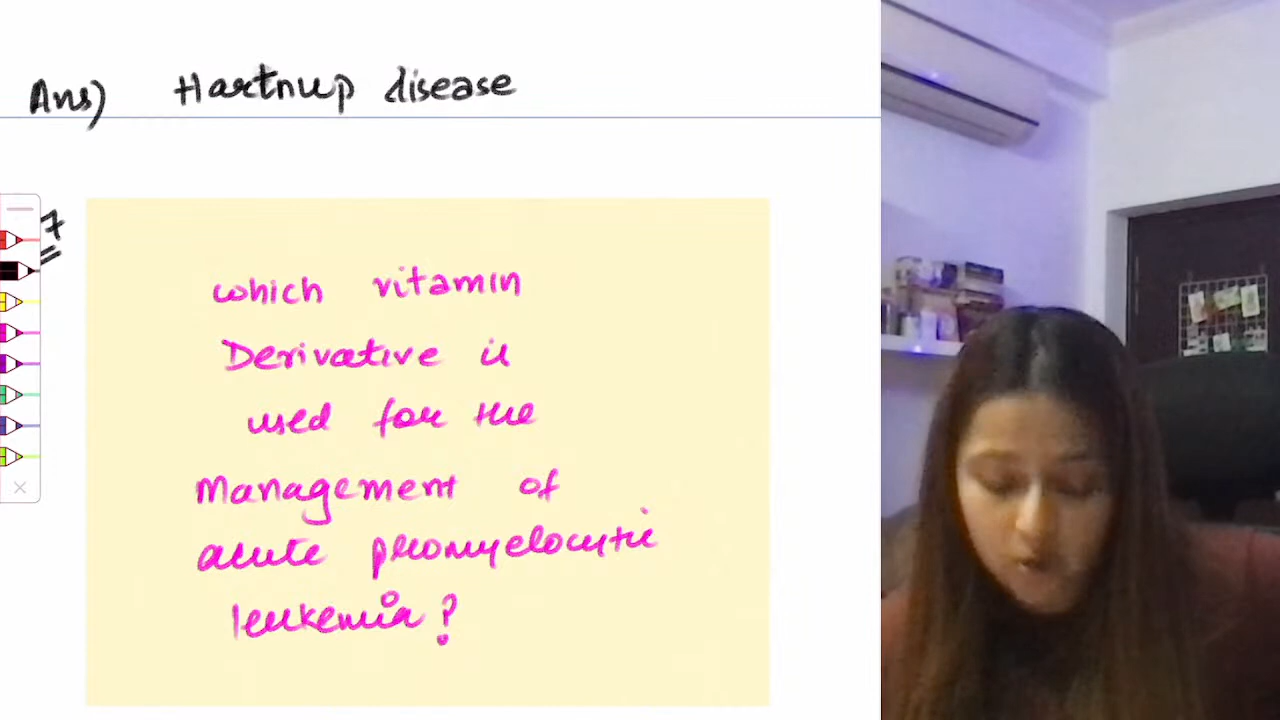 Ans) Hartnup disease
7
which vitamin
Derivative is
used for the
Management of
acute promyelocytic
leukemia?